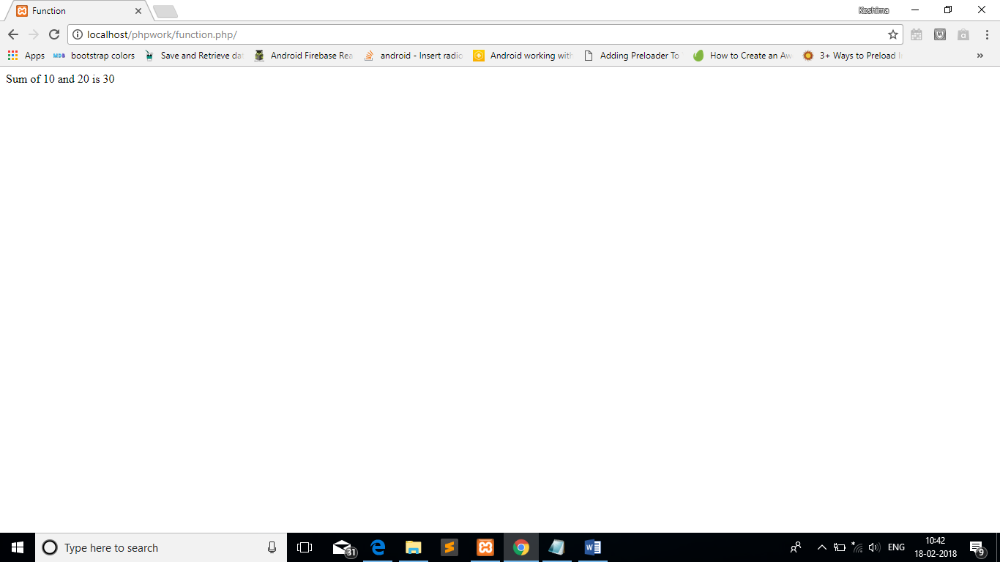 Function
Koshima
localhost/phpwork/function.php/
Apps
MDB bootstrap colors
Save and Retrieve dat
Android Firebase Rea
android - Insert radio
Android working with
Adding Preloader To
How to Create an Aw
3+ Ways to Preload I
Sum of 10 and 20 is 30
Type here to search
31
ENG
10:42
18-02-2018
9